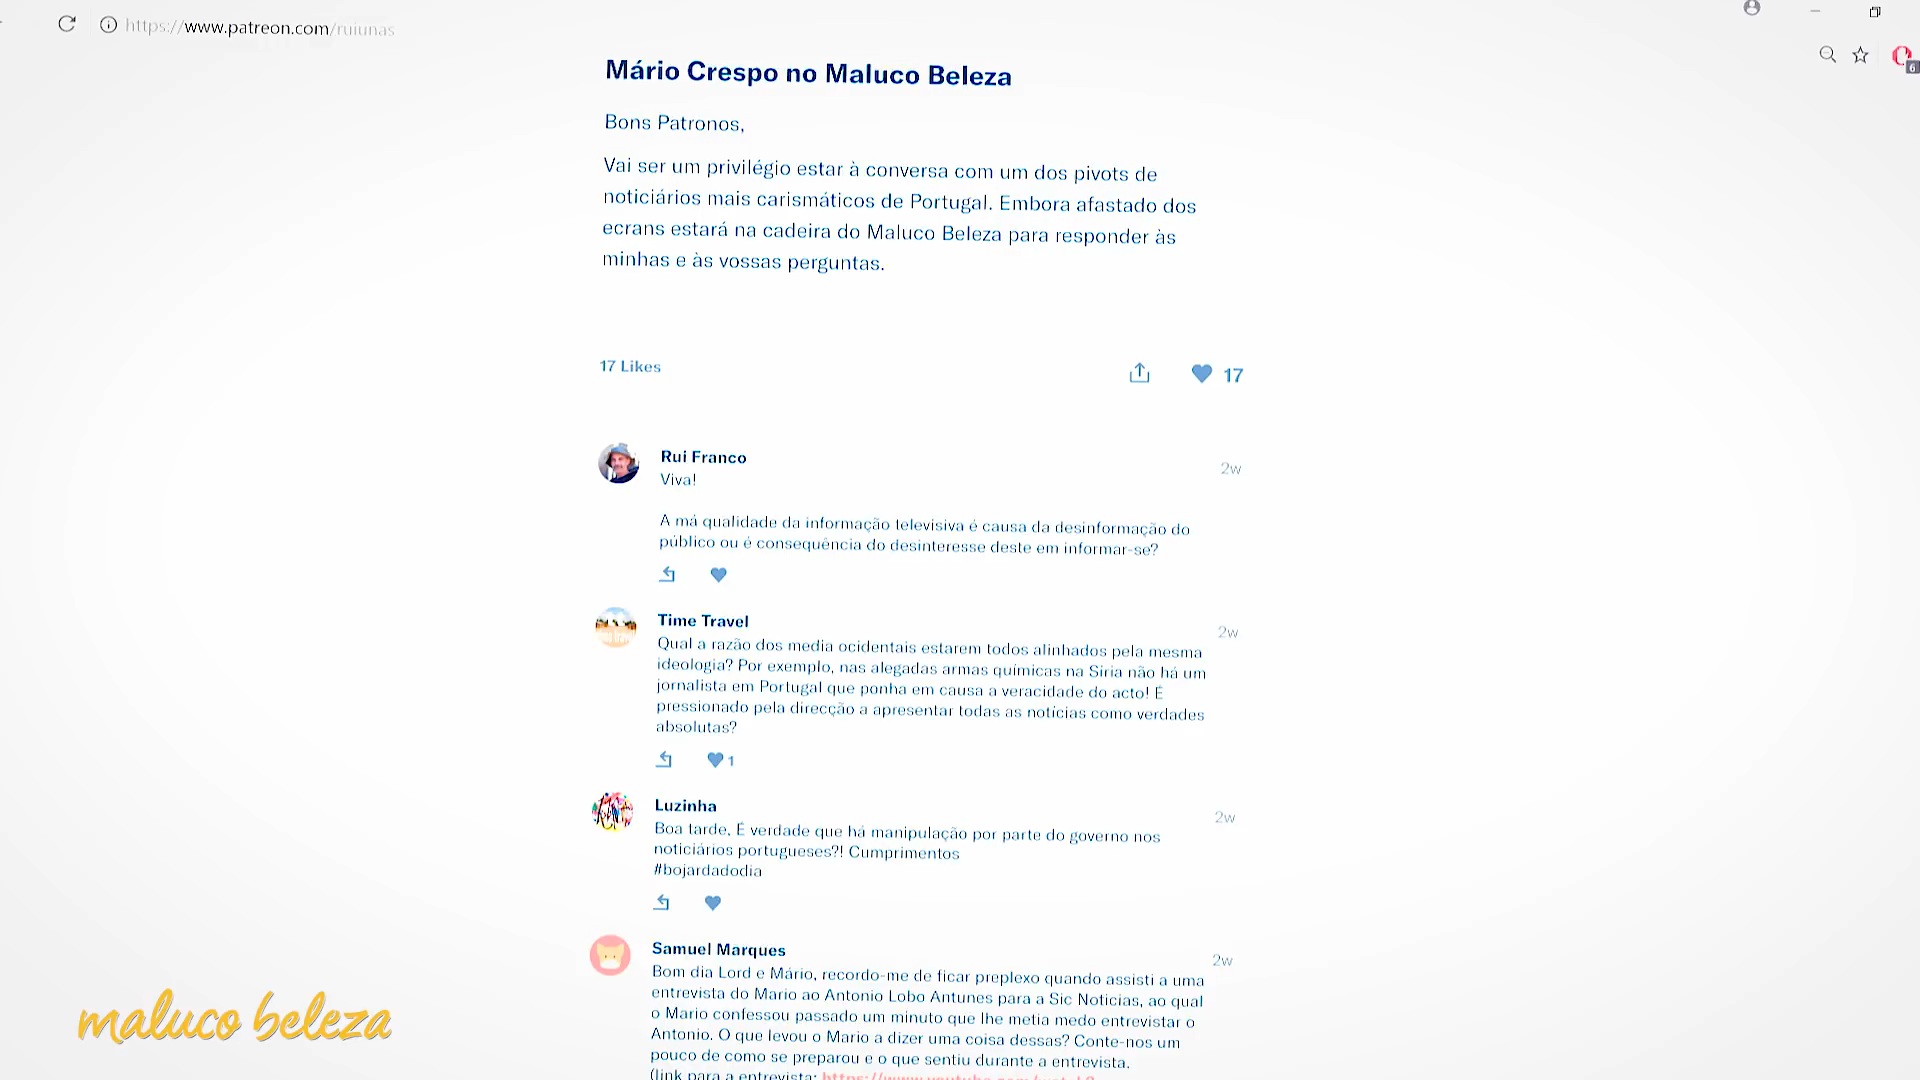 https://www.patreon.com/ruiunas
6
Mário Crespo no Maluco Beleza
Bons Patronos,
Vai ser um privilégio estar à conversa com um dos pivots de
noticiários mais carismáticos de Portugal. Embora afastado dos
ecrans estará na cadeira do Maluco Beleza para responder às
minhas e às vossas perguntas.
17 Likes
17
Rui Franco
2w
Viva!
A má qualidade da informação televisiva é causa da desinformação do
público ou é consequência do desinteresse deste em informar-se?
Time Travel
2w
Qual a razão dos media ocidentais estarem todos alinhados pela mesma
ideologia? Por exemplo, nas alegadas armas químicas na Síria não há um
jornalista em Portugal que ponha em causa a veracidade do acto! É
pressionado pela direcção a apresentar todas as notícias como verdades
absolutas?
1
Luzinha
2w
Boa tarde, É verdade que há manipulação por parte do governo nos
noticiários portugueses?! Cumprimentos
#bojardadodia
Samuel Marques
2w
Bom dia Lord e Mário, recordo-me de ficar preplexo quando assisti a uma
entrevista do Mario ao Antonio Lobo Antunes para a Sic Noticias, ao qual
o Mario confessou passado um minuto que lhe metia medo entrevistar o
Antonio. O que levou o Mario a dizer uma coisa dessas? Conte-nos um
pouco de como se preparou e o que sentiu durante a entrevista.
(link para a entrevista:
maluco beleza